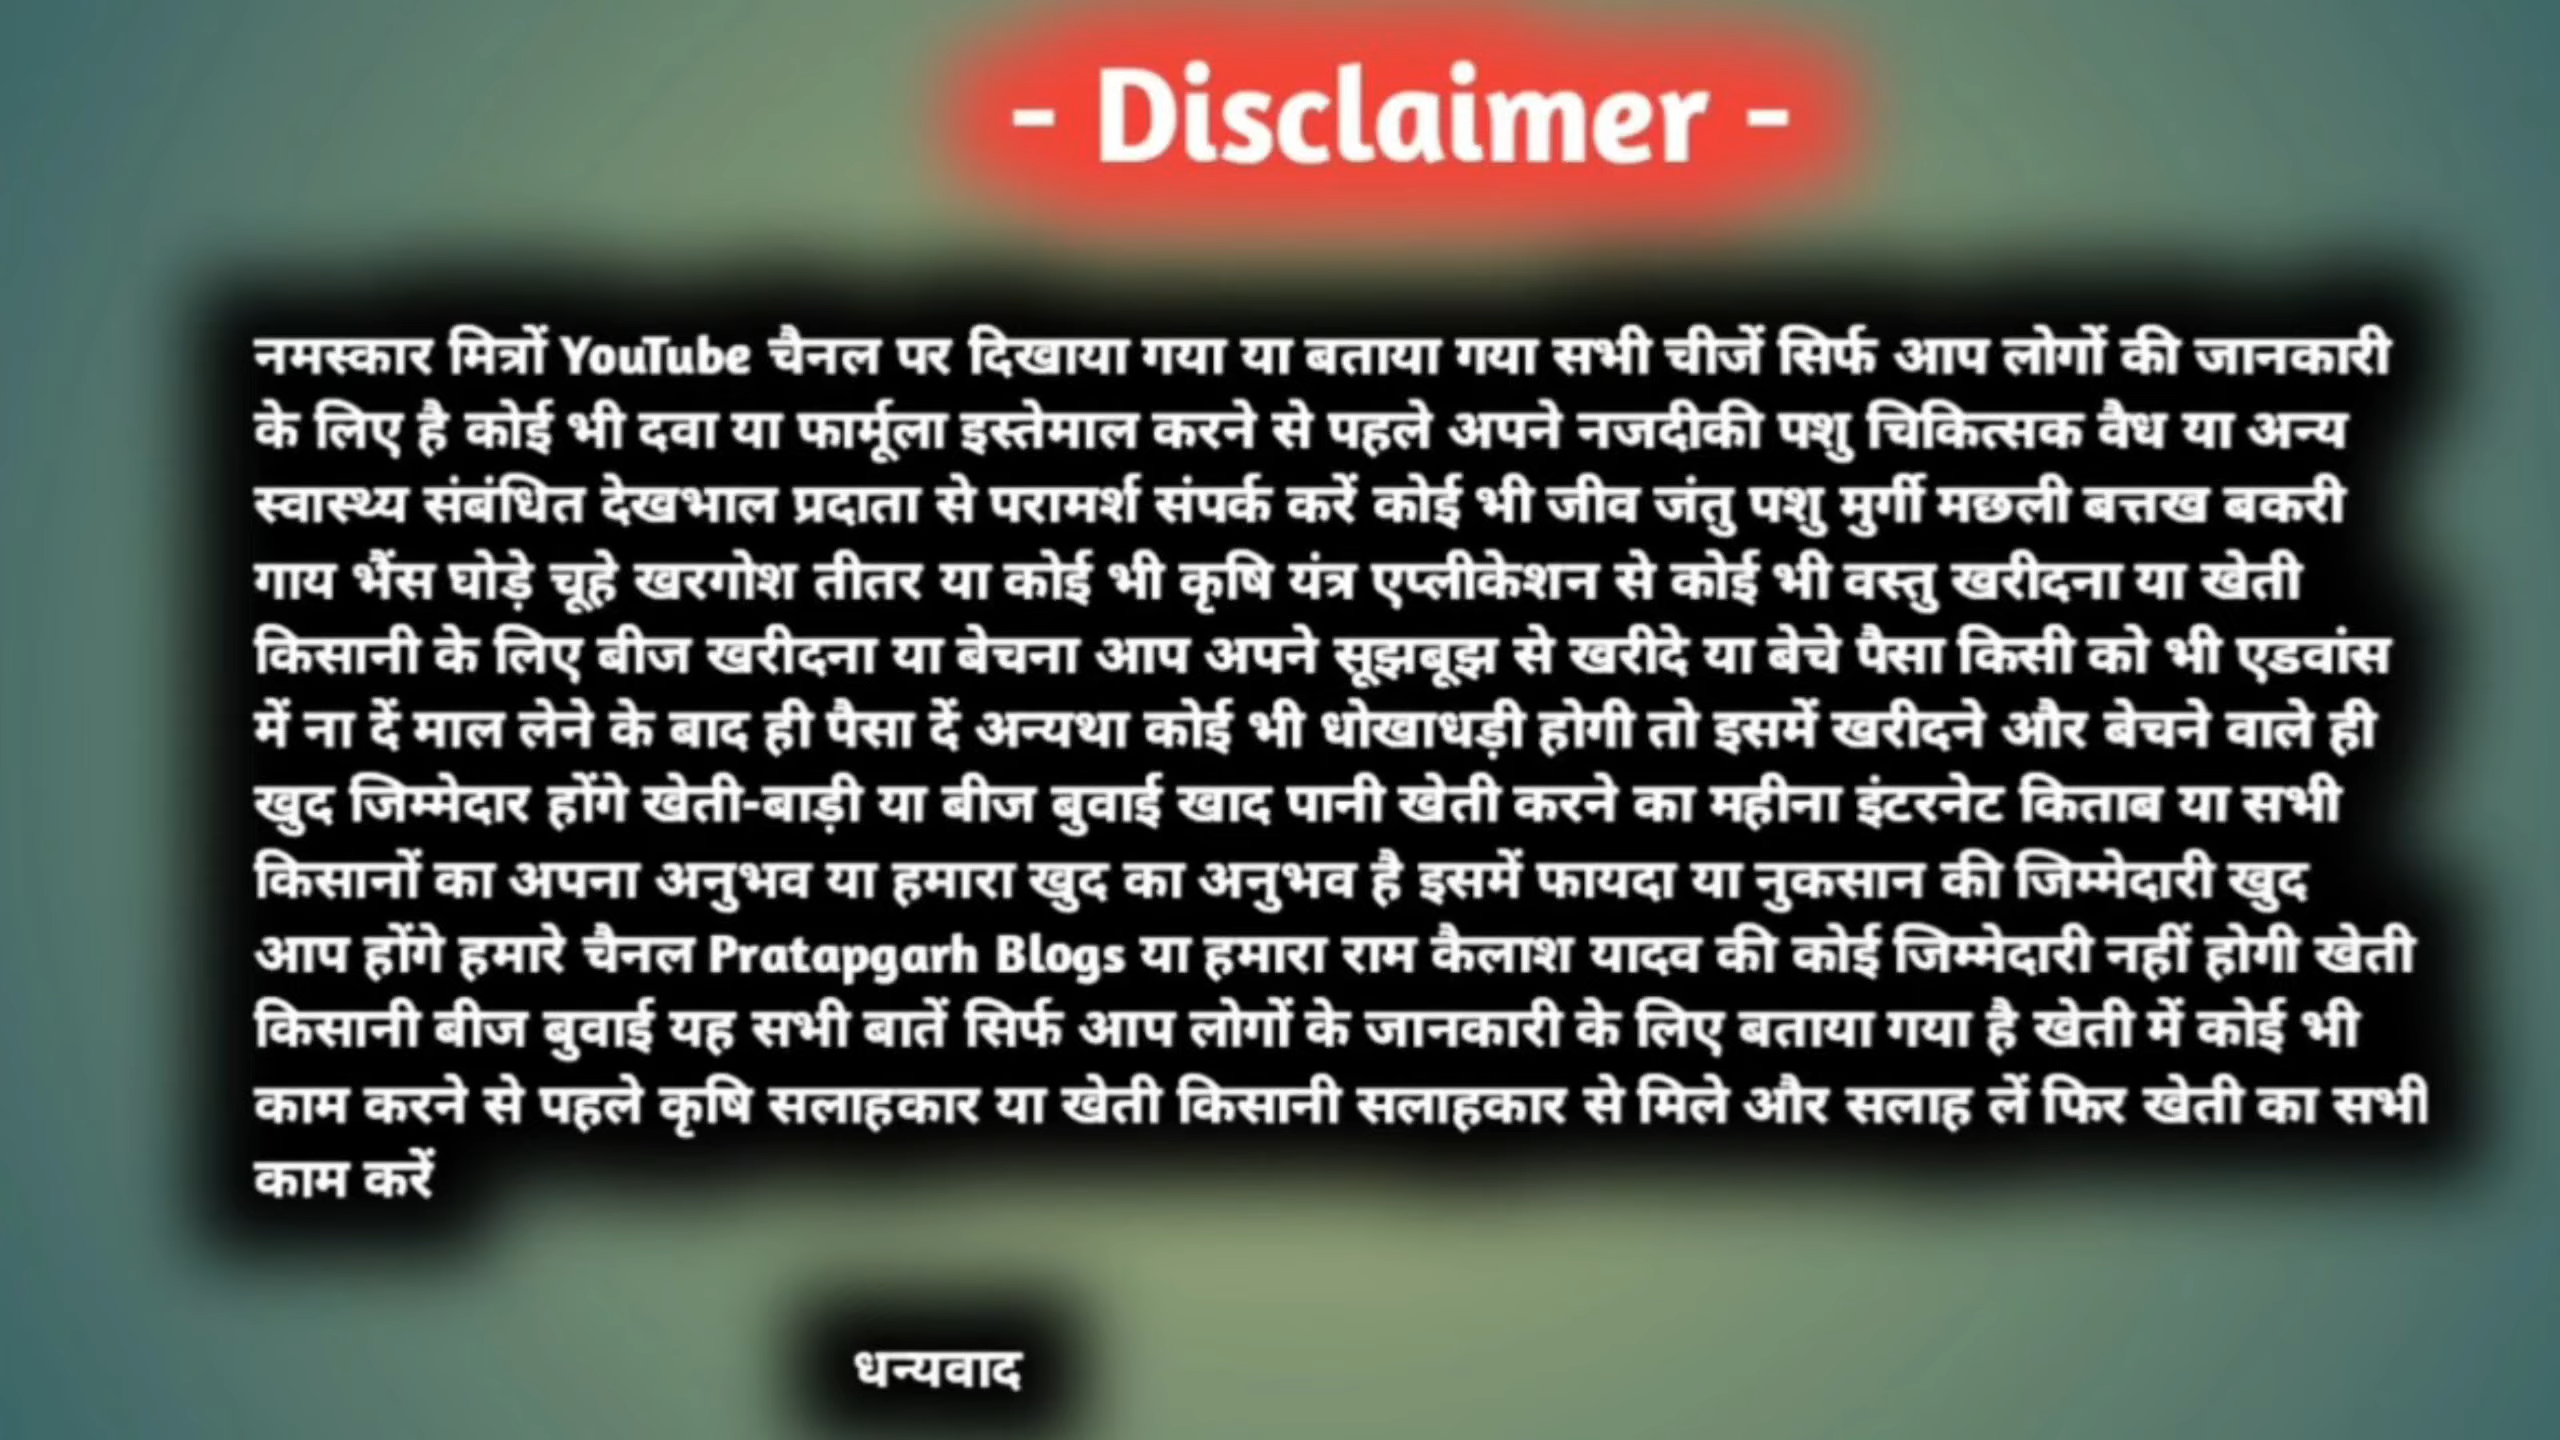 - Disclaimer -
नमस्कार मित्रों YouTube चैनल पर दिखाया गया या बताया गया सभी चीजें सिर्फ आप लोगों की जानकारी
के लिए है कोई भी दवा या फार्मूला इस्तेमाल करने से पहले अपने नजदीकी पशु चिकित्सक वैध या अन्य
स्वास्थ्य संबंधित देखभाल प्रदाता से परामर्श संपर्क करें कोई भी जीव जंतु पशु मुर्गी मछली बत्तख बकरी
गाय भैंस घोड़े चूहे खरगोश तीतर या कोई भी कृषि यंत्र एप्लीकेशन से कोई भी वस्तु खरीदना या खेती
किसानी के लिए बीज खरीदना या बेचना आप अपने सूझबूझ से खरीदे या बेचे पैसा किसी को भी एडवांस
में ना दें माल लेने के बाद ही पैसा दें अन्यथा कोई भी धोखाधड़ी होगी तो इसमें खरीदने और बेचने वाले ही
खुद जिम्मेदार होंगे खेती-बाड़ी या बीज बुवाई खाद पानी खेती करने का महीना इंटरनेट किताब या सभी
किसानों का अपना अनुभव या हमारा खुद का अनुभव है इसमें फायदा या नुकसान की जिम्मेदारी खुद
आप होंगे हमारे चैनल Pratapgarh Blogs या हमारा राम कैलाश यादव की कोई जिम्मेदारी नहीं होगी खेती
किसानी बीज बुवाई यह सभी बातें सिर्फ आप लोगों के जानकारी के लिए बताया गया है खेती में कोई भी
काम करने से पहले कृषि सलाहकार या खेती किसानी सलाहकार से मिले और सलाह लें फिर खेती का सभी
काम करें
धन्यवाद